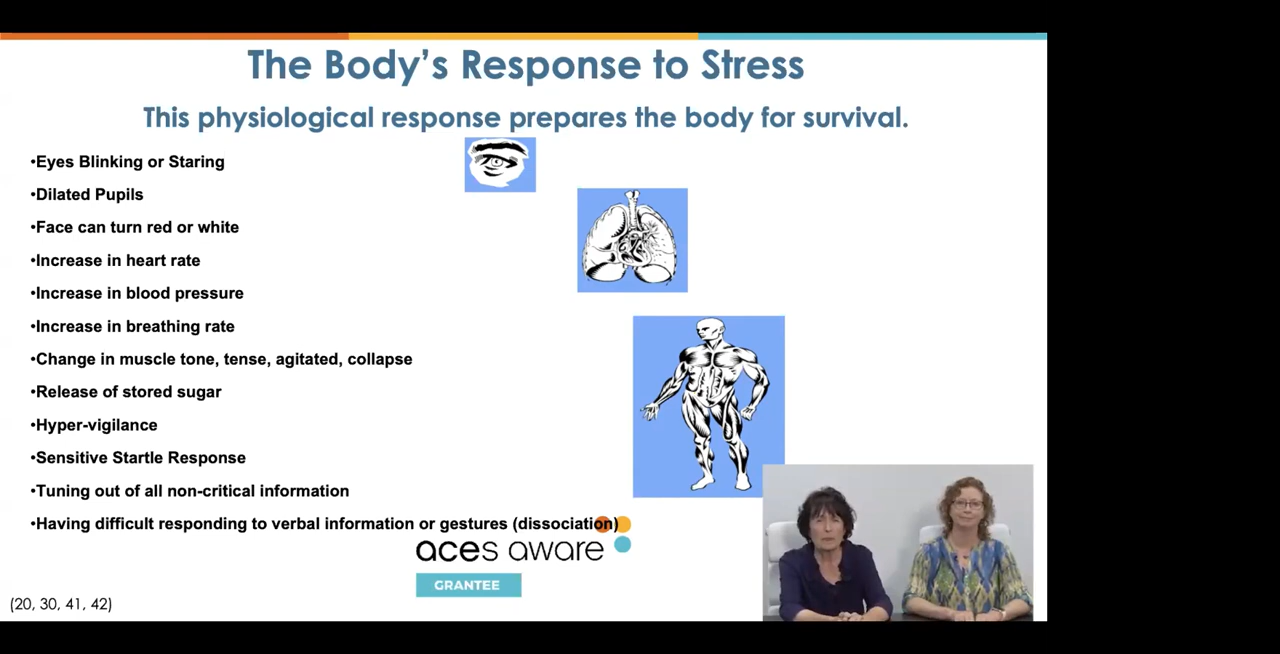 The Body's Response to Stress
This physiological response prepares the body for survival.
•Eyes Blinking or Staring
•Dilated Pupils
•Face can turn red or white
•Increase in heart rate
•Increase in blood pressure
•Increase in breathing rate
•Change in muscle tone, tense, agitated, collapse
•Release of stored sugar
•Hyper-vigilance
•Sensitive Startle Response
•Tuning out of all non-critical information
•Having difficult responding to verbal information or gestures (dissociation)
aces aware
GRANTEE
(20, 30, 41, 42)